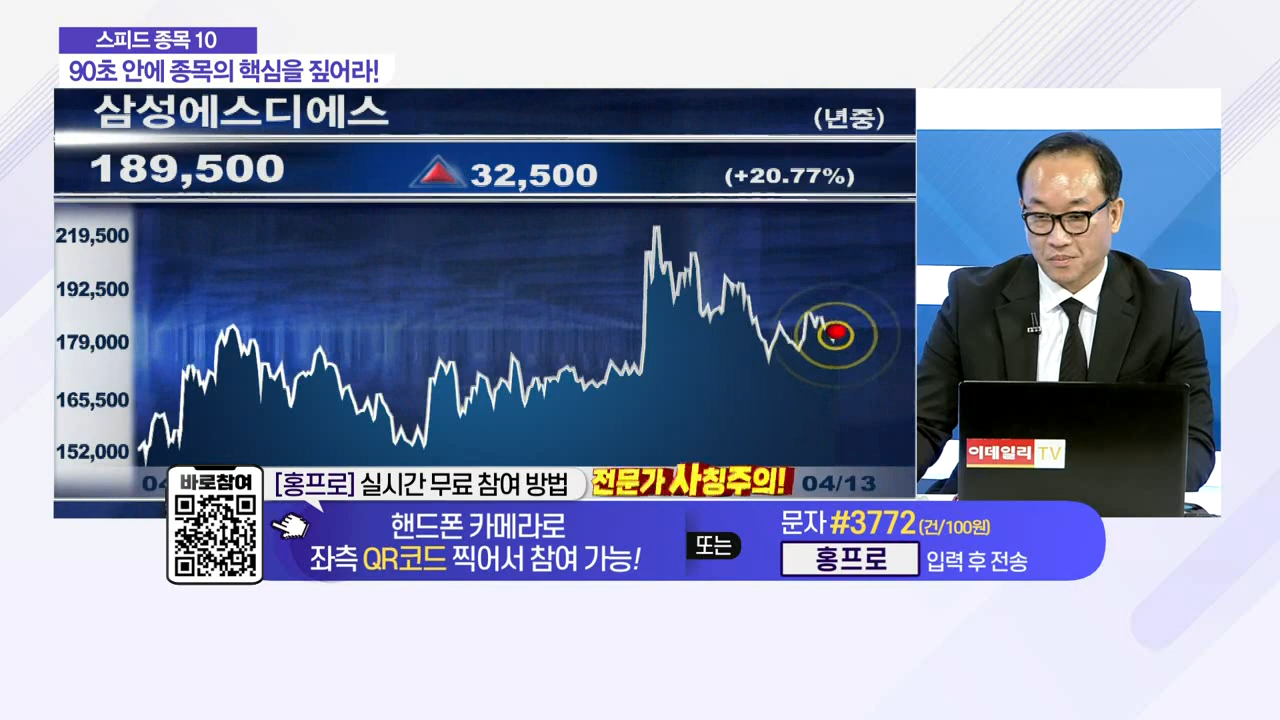 스피드 종목 10
90초 안에 종목의 핵심을 짚어라!
삼성에스디에스
(년중)
189,500
32,500
(+20.77%)
219,500
192,500
179,000
165,500
152,000
04/13
이데일리 TV
바로참여
[홍프로] 실시간 무료 참여 방법
전문가 사칭주의!
핸드폰 카메라로
좌측 QR코드 찍어서 참여 가능!
또는
문자 #3772 (건/100원)
홍프로 입력 후 전송